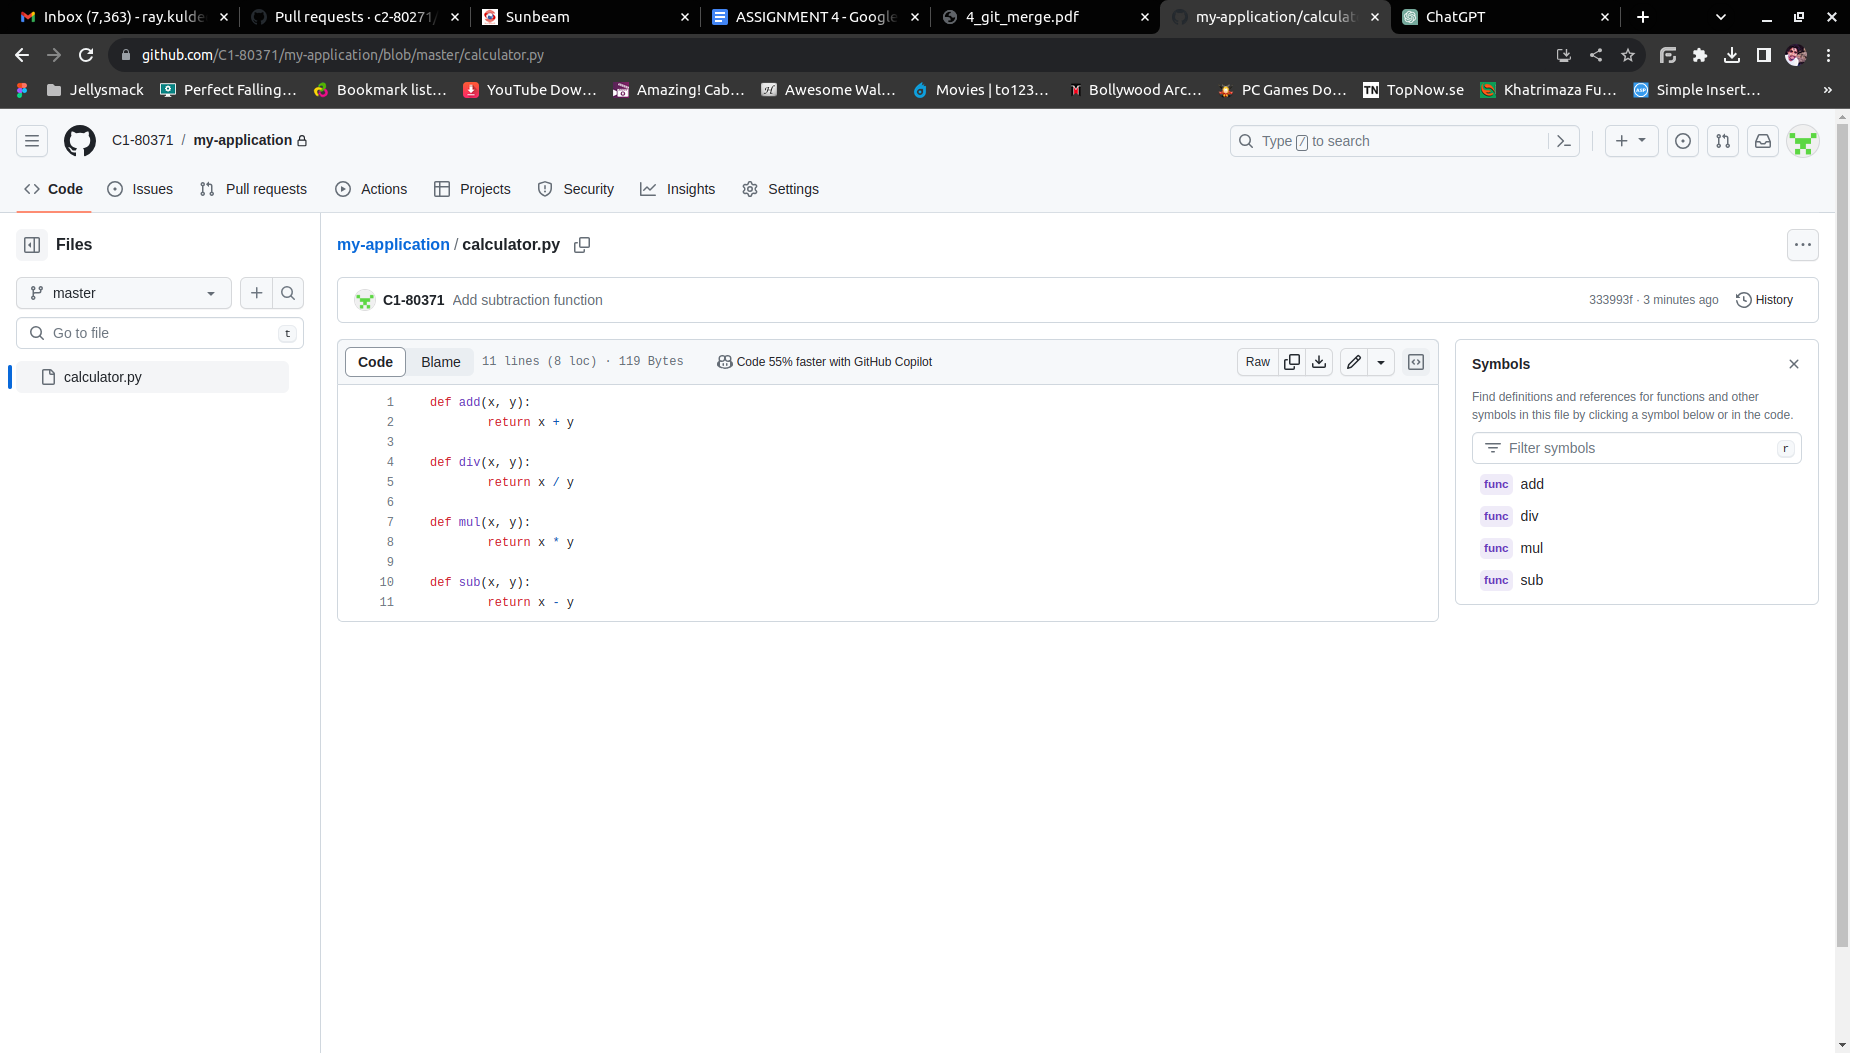 Inbox (7,363) - ray.kulde
Pull requests · c2-80271/
Sunbeam
ASSIGNMENT 4 - Google
4_git_merge.pdf
my-application/calculat
ChatGPT
github.com/C1-80371/my-application/blob/master/calculator.py
Jellysmack
Perfect Falling…
Bookmark list…
YouTube Dow…
Amazing! Cab…
Awesome Wal…
Movies | to123…
Bollywood Arc…
PC Games Do…
TN TopNow.se
Khatrimaza Fu…
Simple Insert…
»
C1-80371 / my-application
Type / to search
Code
Issues
Pull requests
Actions
Projects
Security
Insights
Settings
Files
master
Go to file
t
calculator.py
my-application / calculator.py
C1-80371 Add subtraction function
333993f · 3 minutes ago
History
Code
Blame
11 lines (8 loc) · 119 Bytes
Code 55% faster with GitHub Copilot
Raw
1 def add(x, y):
2 return x + y
3
4 def div(x, y):
5 return x / y
6
7 def mul(x, y):
8 return x * y
9
10 def sub(x, y):
11 return x - y
Symbols
Find definitions and references for functions and other
symbols in this file by clicking a symbol below or in the code.
Filter symbols
r
func add
func div
func mul
func sub